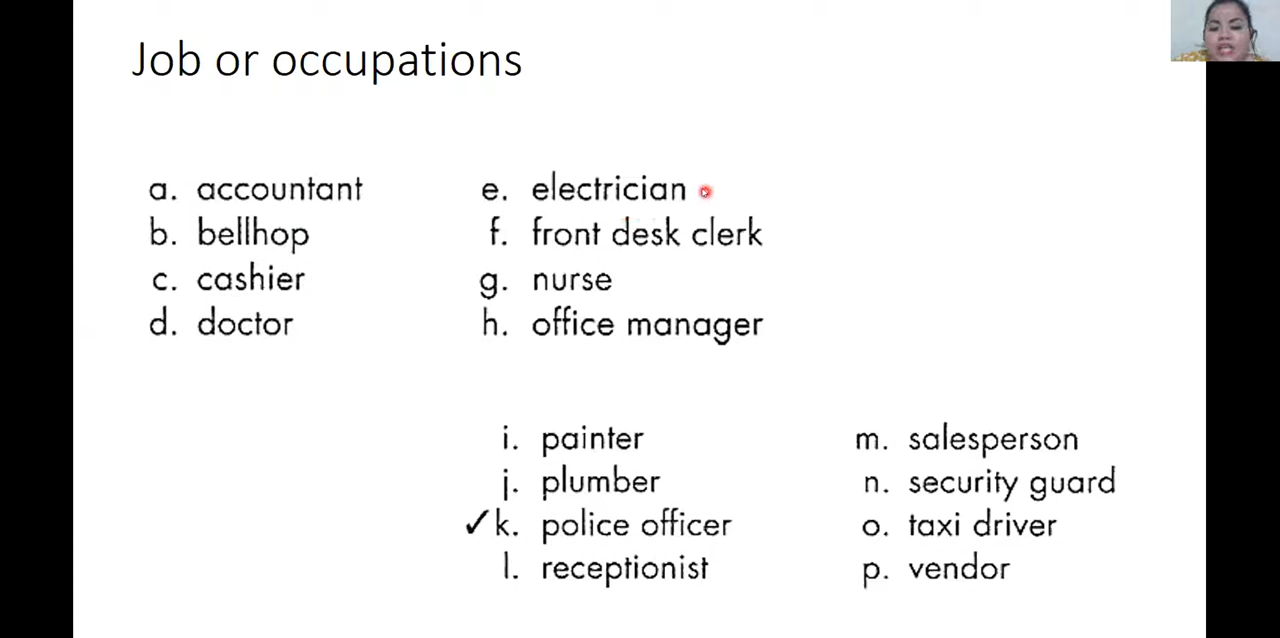 Job or occupations
a. accountant
b. bellhop
c. cashier
d. doctor
e. electrician
f. front desk clerk
g. nurse
h. office manager
i. painter
j. plumber
✓k. police officer
l. receptionist
m. salesperson
n. security guard
o. taxi driver
p. vendor